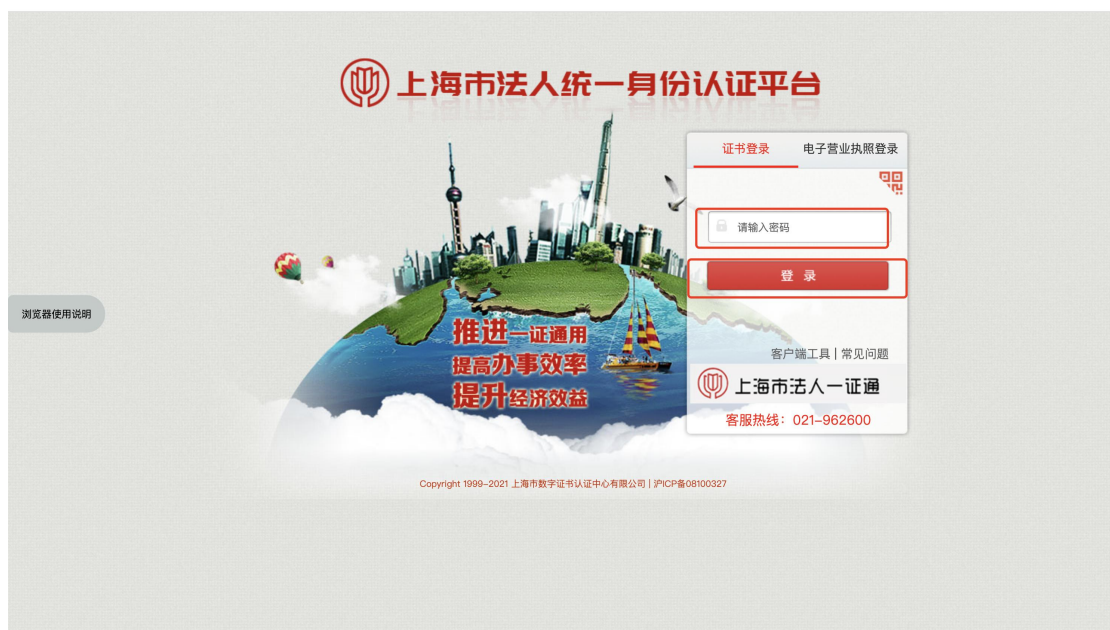 上海市法人统一身份认证平台
证书登录 电子营业执照登录
请输入密码
登 录
浏览器使用说明
推进一证通用
提高办事效率
提升经济效益
客户端工具 | 常见问题
上海市法人一证通
客服热线：021-962600
Copyright 1999-2021 上海市数字证书认证中心有限公司 | 沪ICP备08100327